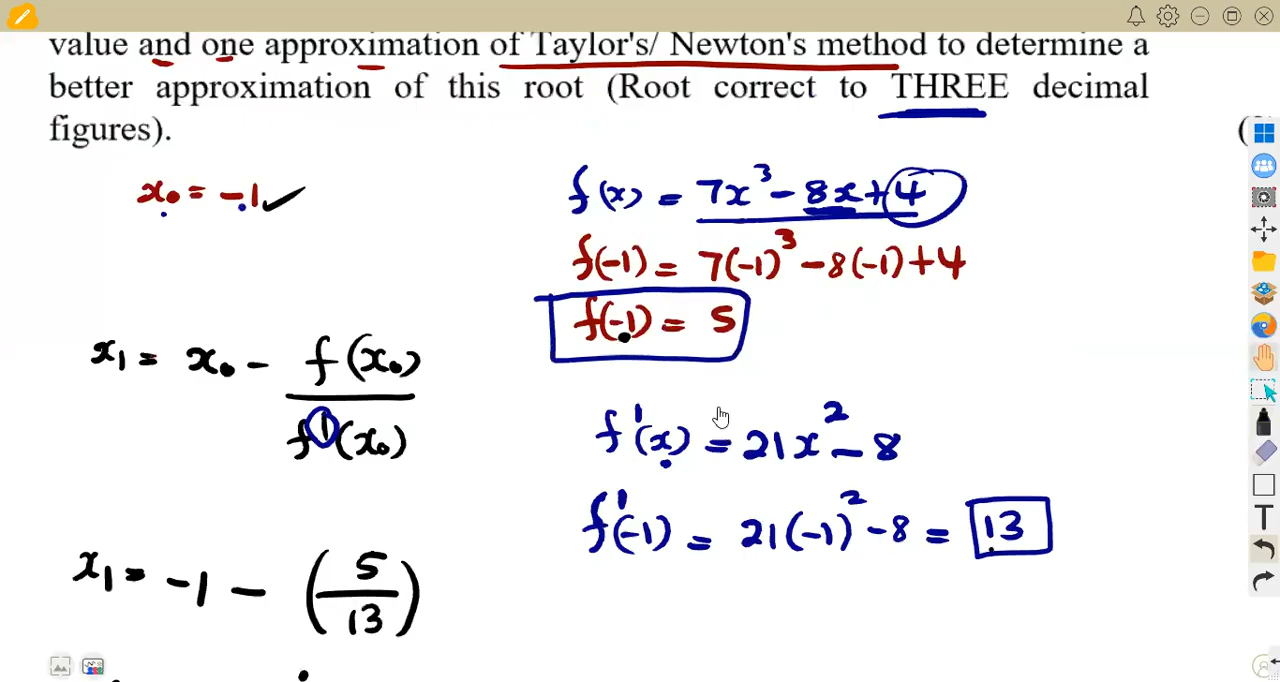 value and one approximation of Taylor's/ Newton's method to determine a
better approximation of this root (Root correct to THREE decimal
figures).
x₀ = -1
f(x) = 7x³ - 8x + 4
f(-1) = 7(-1)³ - 8(-1) + 4
f(-1) = 5
x₁ = x₀ - f(x₀) / f'(x₀)
f'(x) = 21x² - 8
f'(-1) = 21(-1)² - 8 = 13
x₁ = -1 - (5/13)